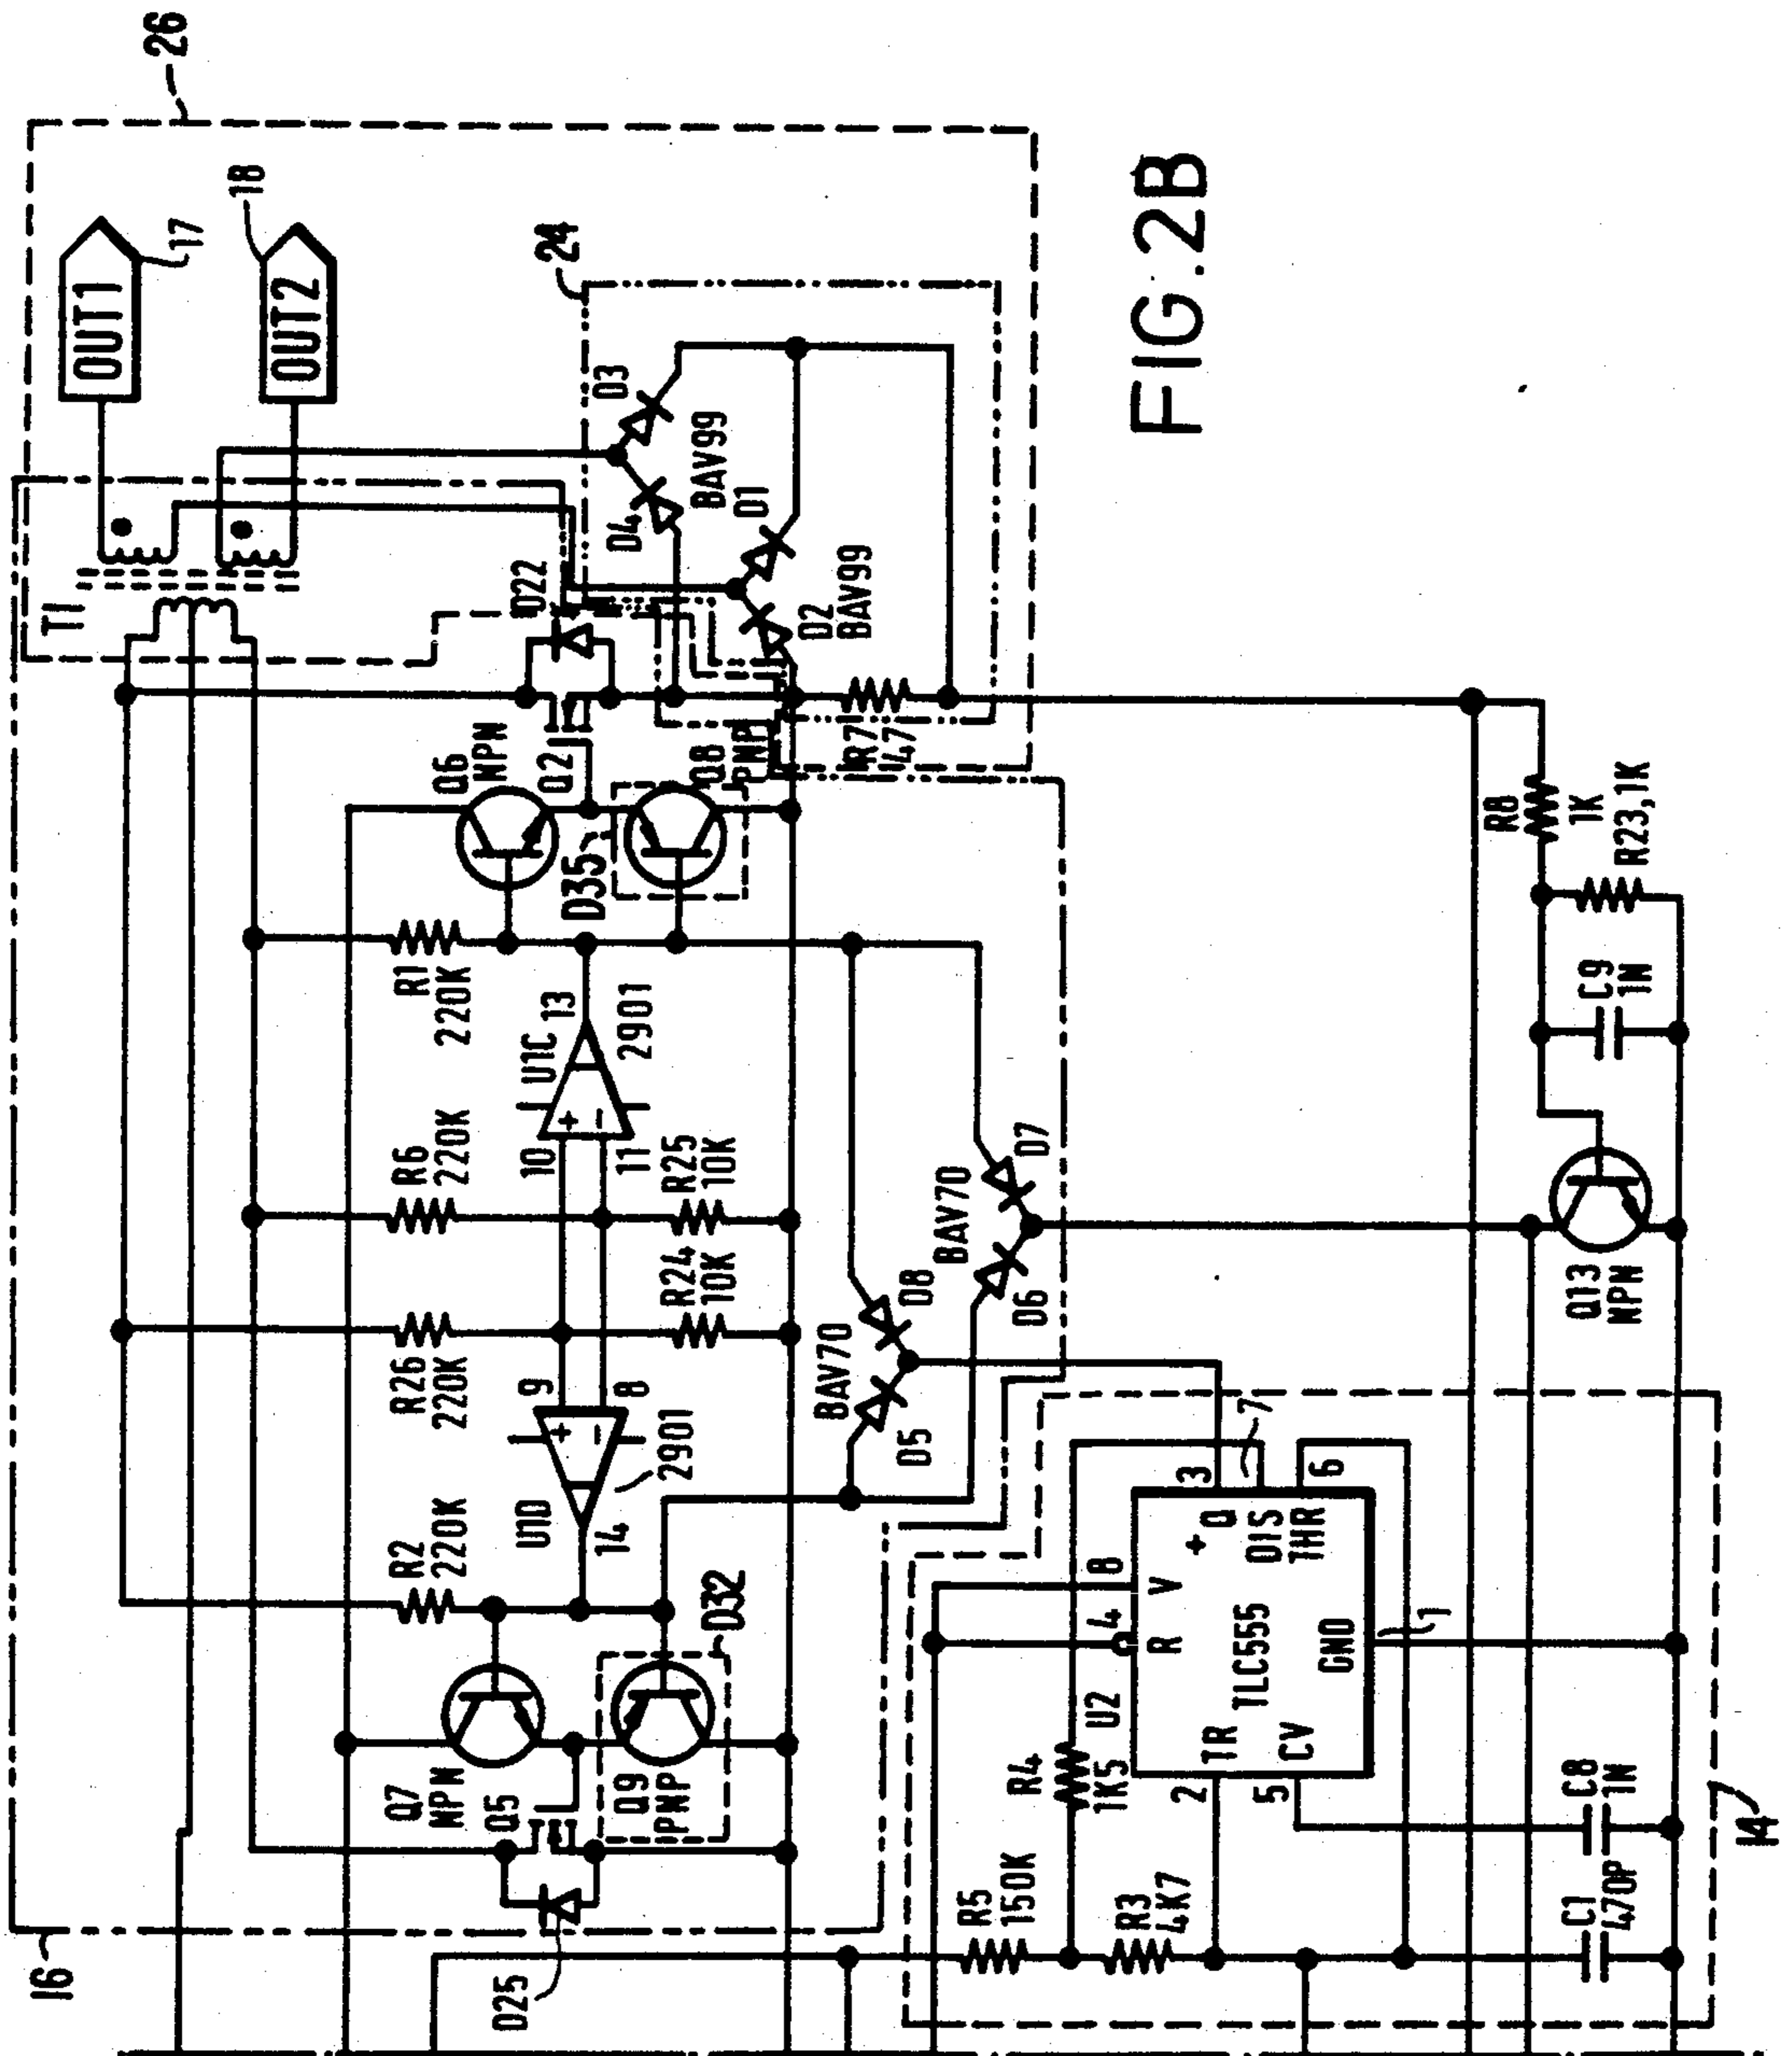 26
OUT1
17
18
OUT2
24
T1
D3
BAV99
D4
D1
D22
D2
BAV99
FIG. 2B
Q6
NPN
Q2
Q8
PNP
R7
47
D35
R8
1K
R23,1K
R1
220K
13
U1C
2901
C9
1N
R6
220K
10
11
R25
10K
D7
BAV70
R24
10K
D8
D6
BAV70
R26
220K
9
8
Q13
NPN
D5
2901
U1D
14
R2
220K
7
3
6
+
Q
DIS
THR
8
V
4
R
D32
TLC555
GND
1
U2
TR
CV
R4
1K5
2
5
Q7
NPN
Q5
Q9
PNP
C8
1N
14
R5
150K
R3
4K7
C1
470P
16
D25